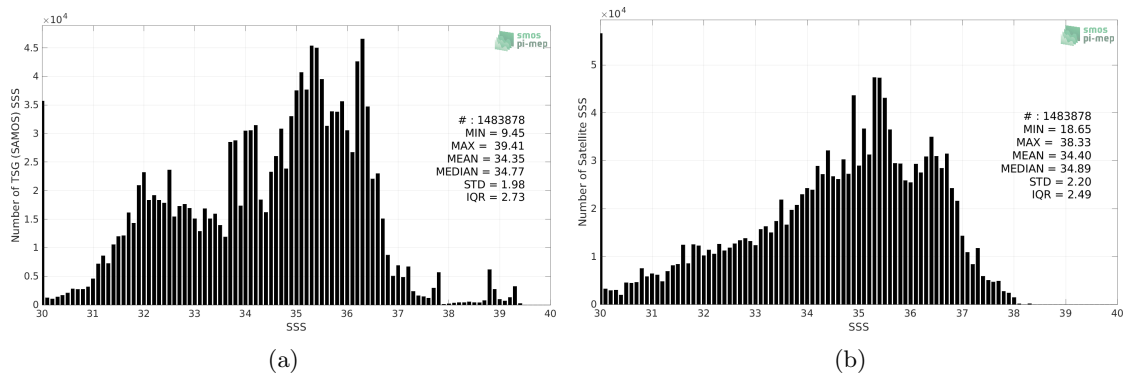 ×10⁴
4.5
4
3.5
3
2.5
2
1.5
1
0.5
0
Number of TSG (SAMOS) SSS
30 31 32 33 34 35 36 37 38 39 40
SSS
smos
pi-mep
# : 1483878
MIN = 9.45
MAX = 39.41
MEAN = 34.35
MEDIAN = 34.77
STD = 1.98
IQR = 2.73
(a)
×10⁴
5
4
3
2
1
0
Number of Satellite SSS
30 31 32 33 34 35 36 37 38 39 40
SSS
smos
pi-mep
# : 1483878
MIN = 18.65
MAX = 38.33
MEAN = 34.40
MEDIAN = 34.89
STD = 2.20
IQR = 2.49
(b)